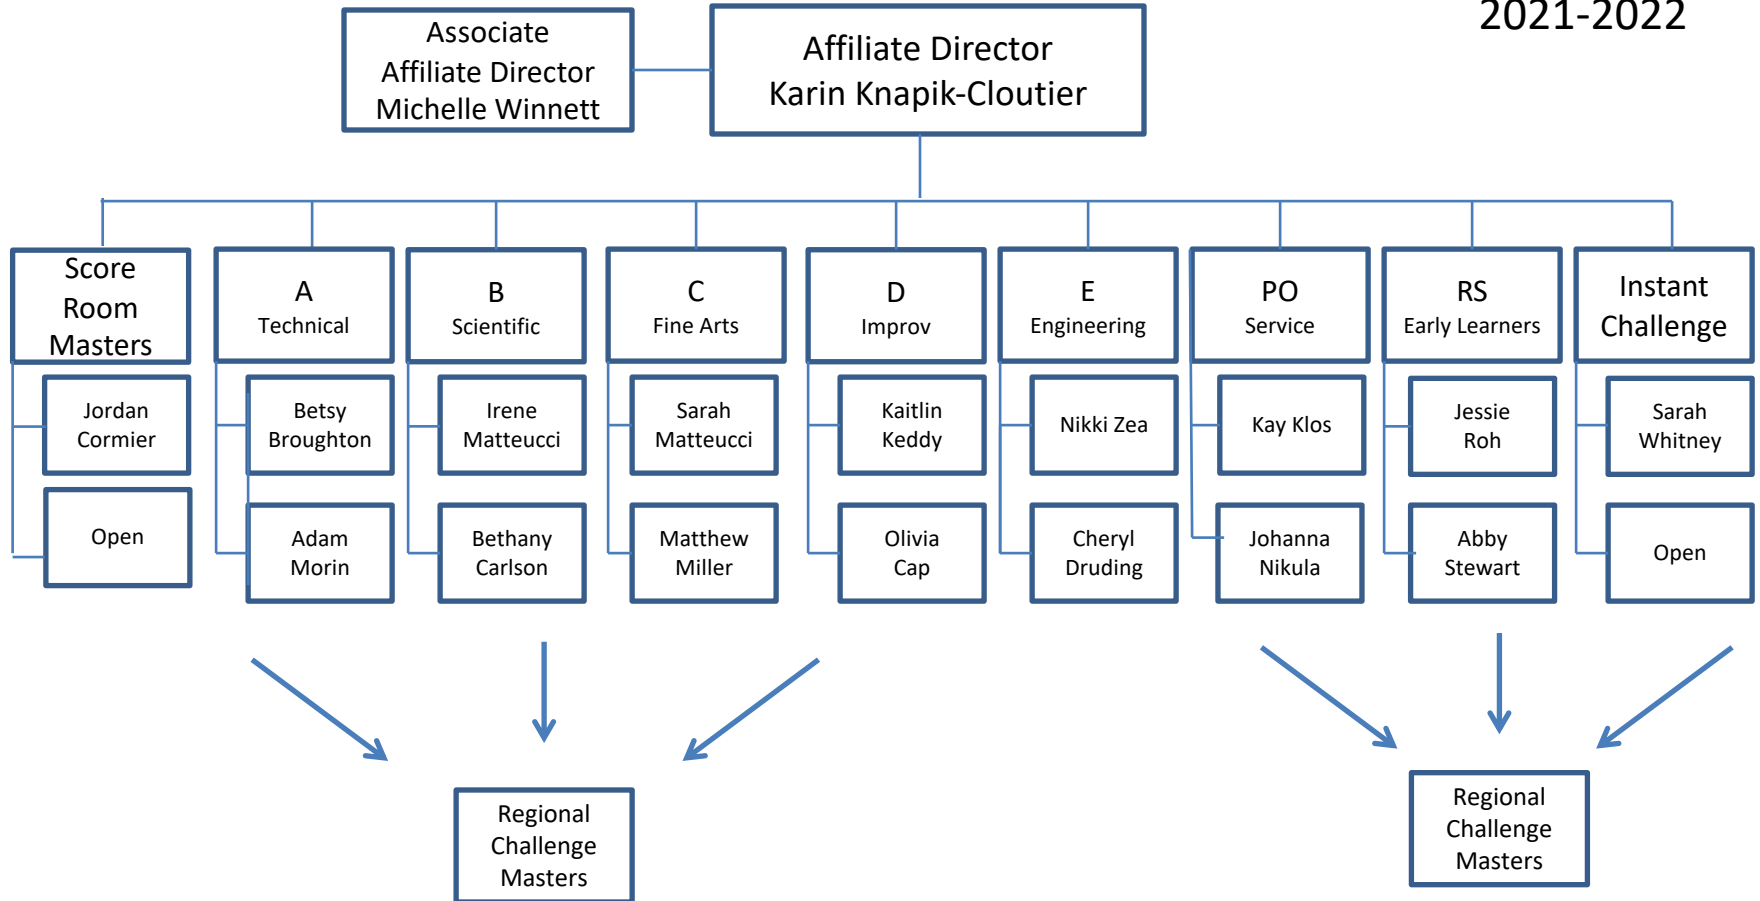 2021-2022
Associate
Affiliate Director
Michelle Winnett
Affiliate Director
Karin Knapik-Cloutier
Score
Room
Masters
A
Technical
B
Scientific
C
Fine Arts
D
Improv
E
Engineering
PO
Service
RS
Early Learners
Instant
Challenge
Jordan
Cormier
Betsy
Broughton
Irene
Matteucci
Sarah
Matteucci
Kaitlin
Keddy
Nikki Zea
Kay Klos
Jessie
Roh
Sarah
Whitney
Open
Adam
Morin
Bethany
Carlson
Matthew
Miller
Olivia
Cap
Cheryl
Druding
Johanna
Nikula
Abby
Stewart
Open
Regional
Challenge
Masters
Regional
Challenge
Masters